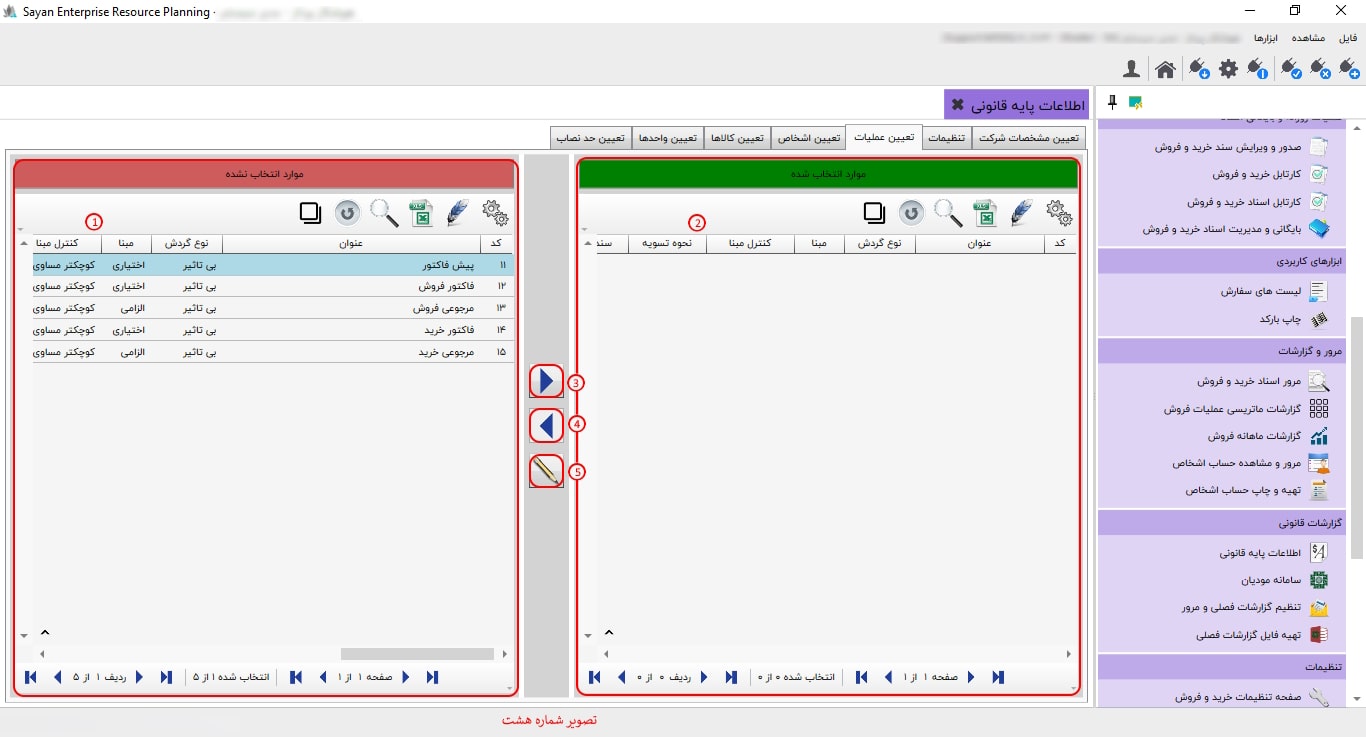 Sayan Enterprise Resource Planning -
فایل مشاهده ابزارها
اطلاعات پایه قانونی
تعیین مشخصات شرکت
تنظیمات
تعیین عملیات
تعیین اشخاص
تعیین کالاها
تعیین واحدها
تعیین حد نصاب
صدور و ویرایش سند خرید و فروش
کارتابل خرید و فروش
کارتابل اسناد خرید و فروش
بایگانی و مدیریت اسناد خرید و فروش
ابزارهای کاربردی
لیست های سفارش
چاپ بارکد
مرور و گزارشات
مرور اسناد خرید و فروش
گزارشات ماتریسی عملیات فروش
گزارشات ماهانه فروش
مرور و مشاهده حساب اشخاص
تهیه و چاپ حساب اشخاص
گزارشات قانونی
اطلاعات پایه قانونی
سامانه مودیان
تنظیم گزارشات فصلی و مرور
تهیه فایل گزارشات فصلی
تنظیمات
صفحه تنظیمات خرید و فروش
موارد انتخاب شده
2
کد عنوان نوع گردش مبنا کنترل مبنا نحوه تسویه سند
صفحه ۱ از ۱ انتخاب شده ۰ از ۰ ردیف ۰ از ۰
3
4
5
موارد انتخاب نشده
1
کد عنوان نوع گردش مبنا کنترل مبنا
۱۱ پیش فاکتور بی تاثیر اختیاری کوچکتر مساوی
۱۲ فاکتور فروش بی تاثیر اختیاری کوچکتر مساوی
۱۳ مرجوعی فروش بی تاثیر الزامی کوچکتر مساوی
۱۴ فاکتور خرید بی تاثیر اختیاری کوچکتر مساوی
۱۵ مرجوعی خرید بی تاثیر الزامی کوچکتر مساوی
صفحه ۱ از ۱ انتخاب شده ۱ از ۵ ردیف ۱ از ۵
تصویر شماره هشت